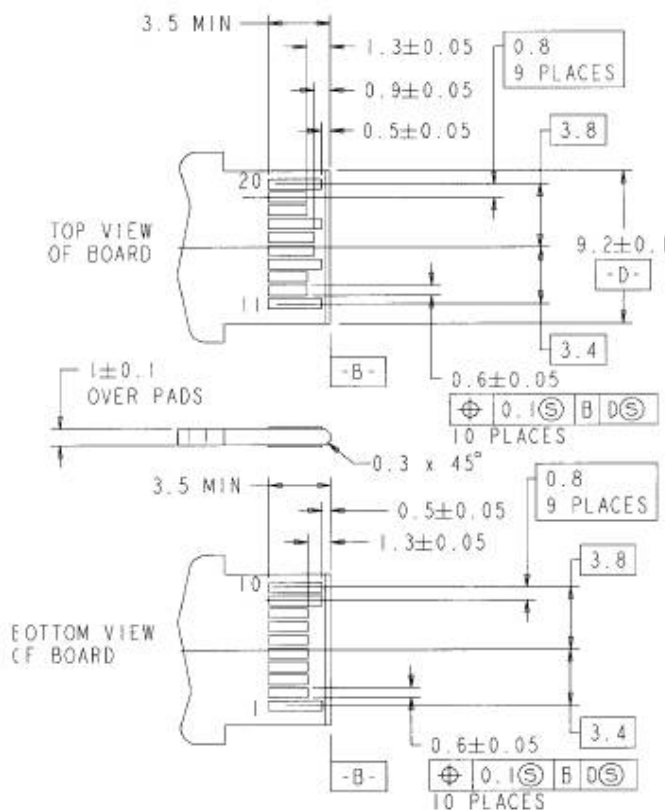 3.5 MIN
1.3±0.05
0.8
9 PLACES
0.9±0.05
0.5±0.05
3.8
20
TOP VIEW
OF BOARD
9.2±0.
-D-
11
3.4
1±0.1
OVER PADS
-B-
0.6±0.05
⌖ 0.1Ⓢ B DⓈ
10 PLACES
0.3 x 45°
3.5 MIN
0.8
9 PLACES
0.5±0.05
1.3±0.05
3.8
10
BOTTOM VIEW
OF BOARD
1
3.4
-B-
0.6±0.05
⌖ 0.1Ⓢ B DⓈ
10 PLACES